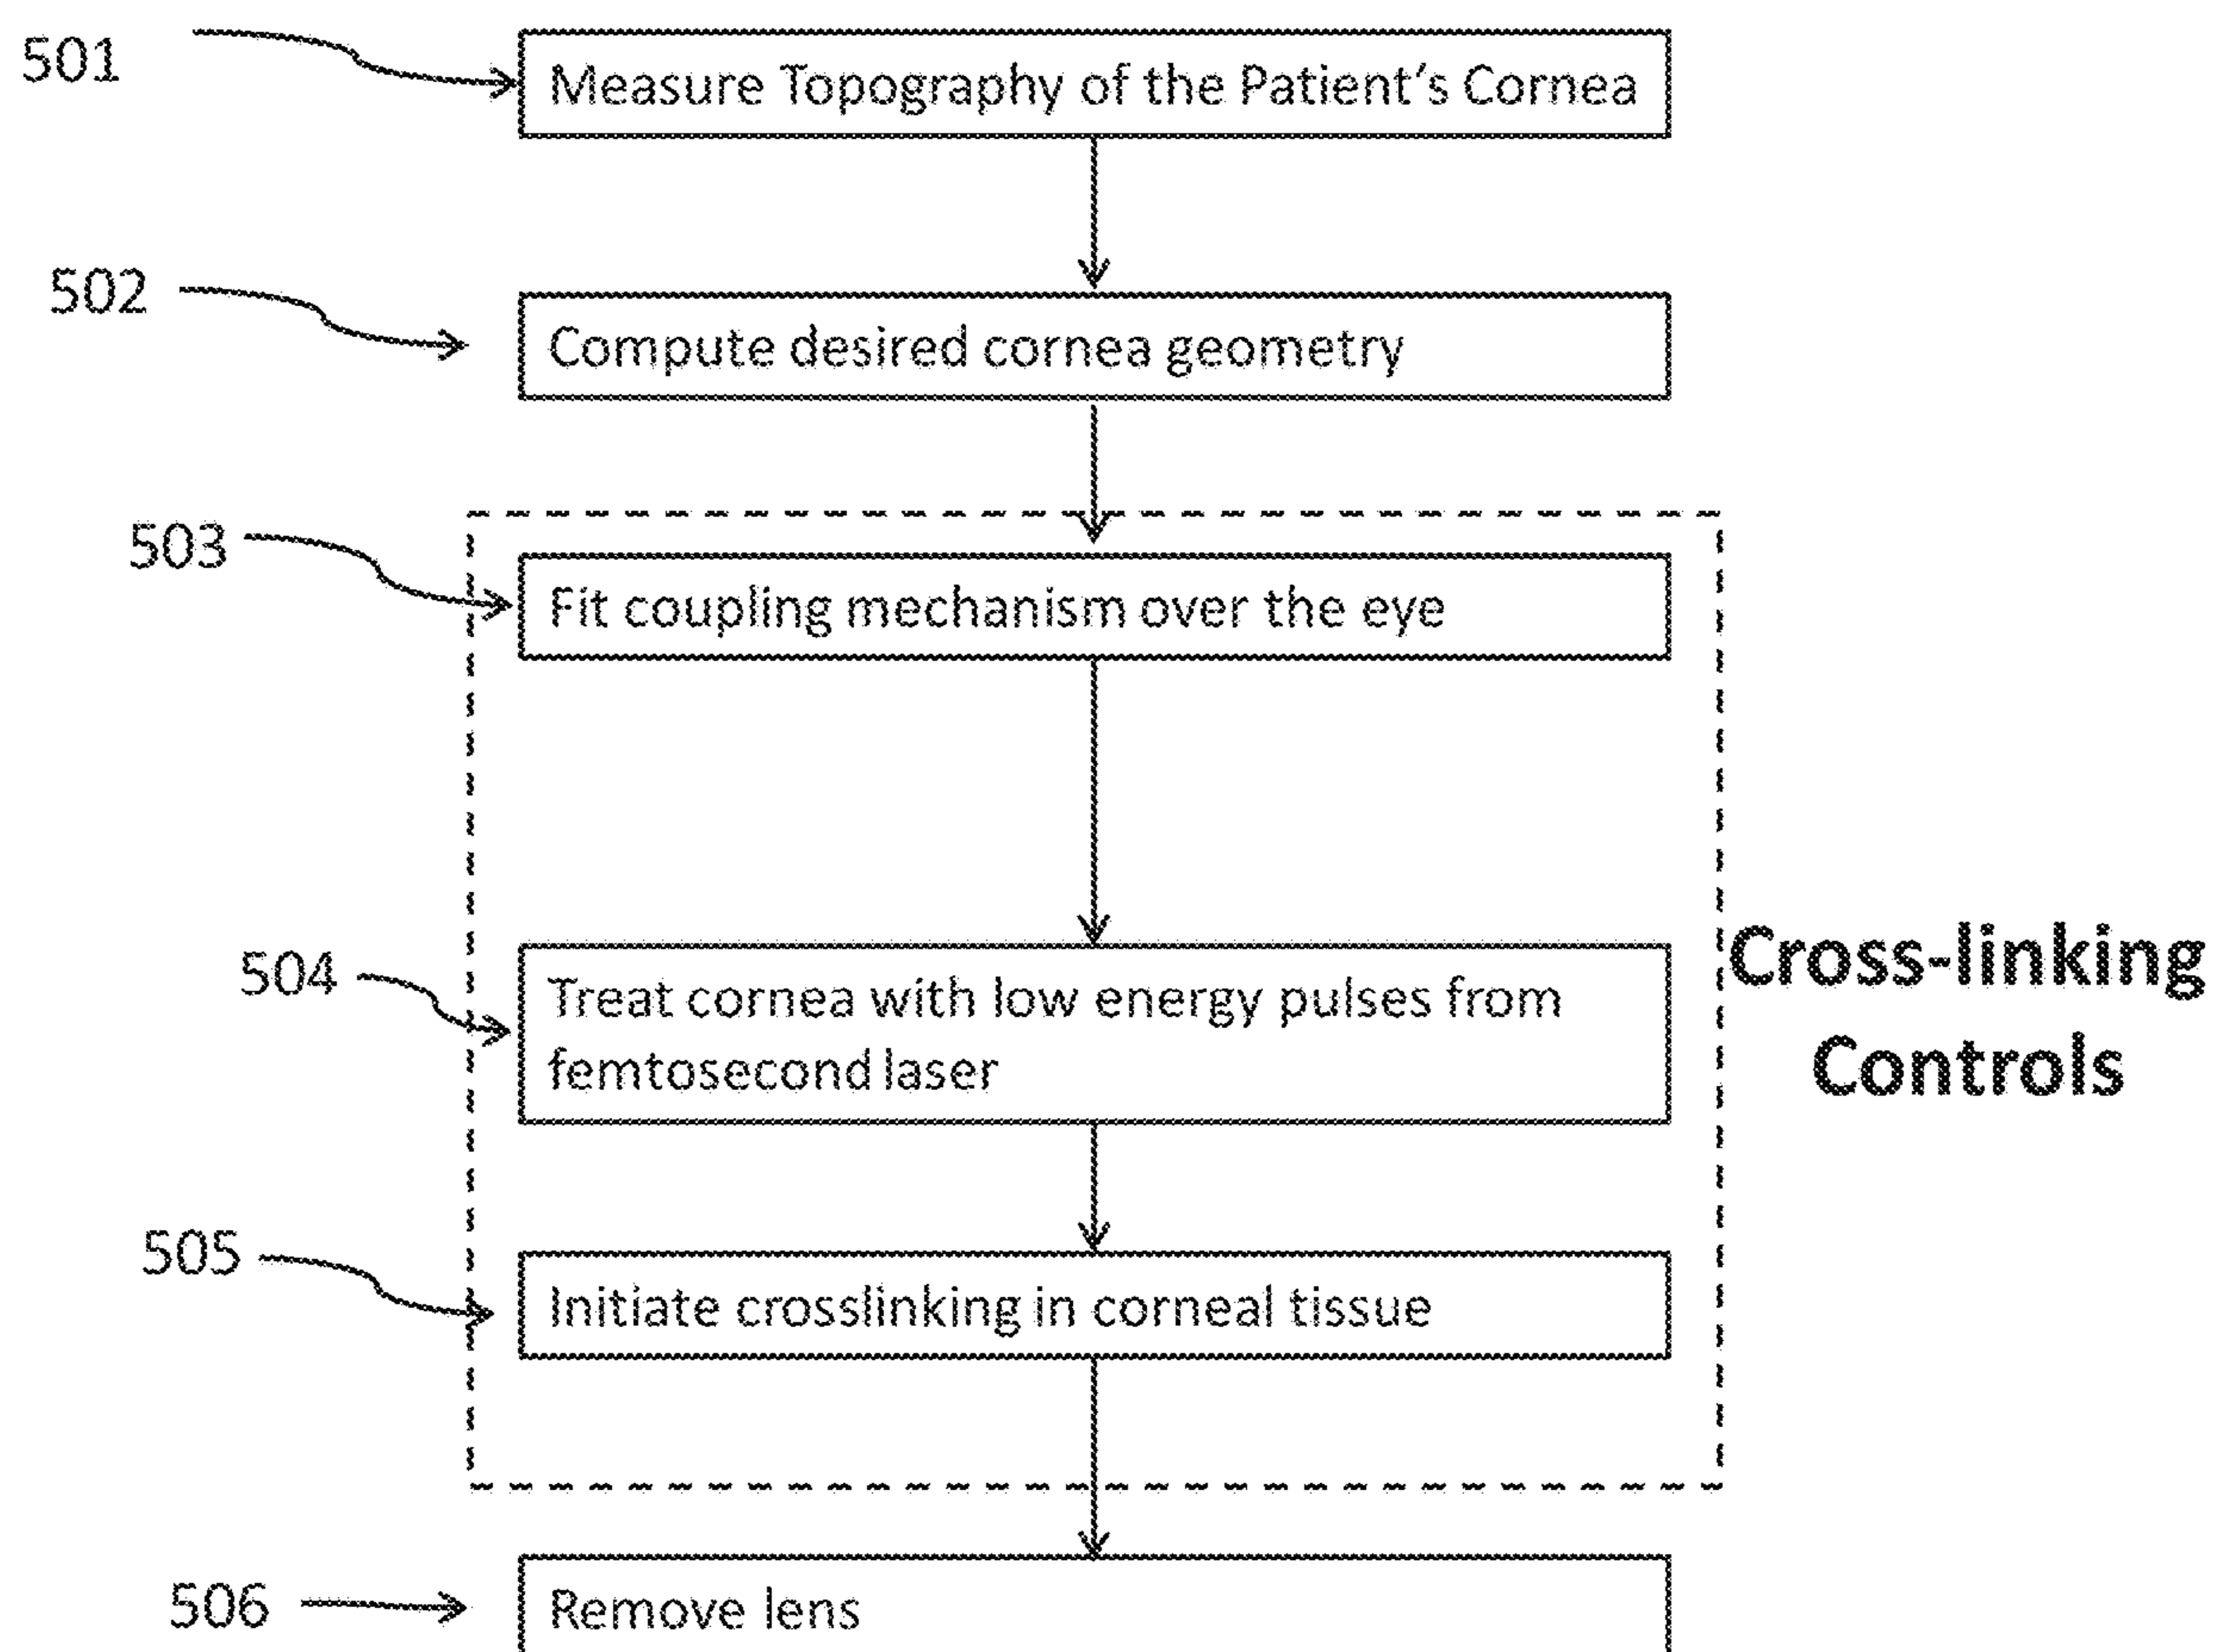 501
Measure Topography of the Patient's Cornea
502
Compute desired cornea geometry
503
Fit coupling mechanism over the eye
504
Treat cornea with low energy pulses from
femtosecond laser
Cross-linking
Controls
505
Initiate crosslinking in corneal tissue
506
Remove lens